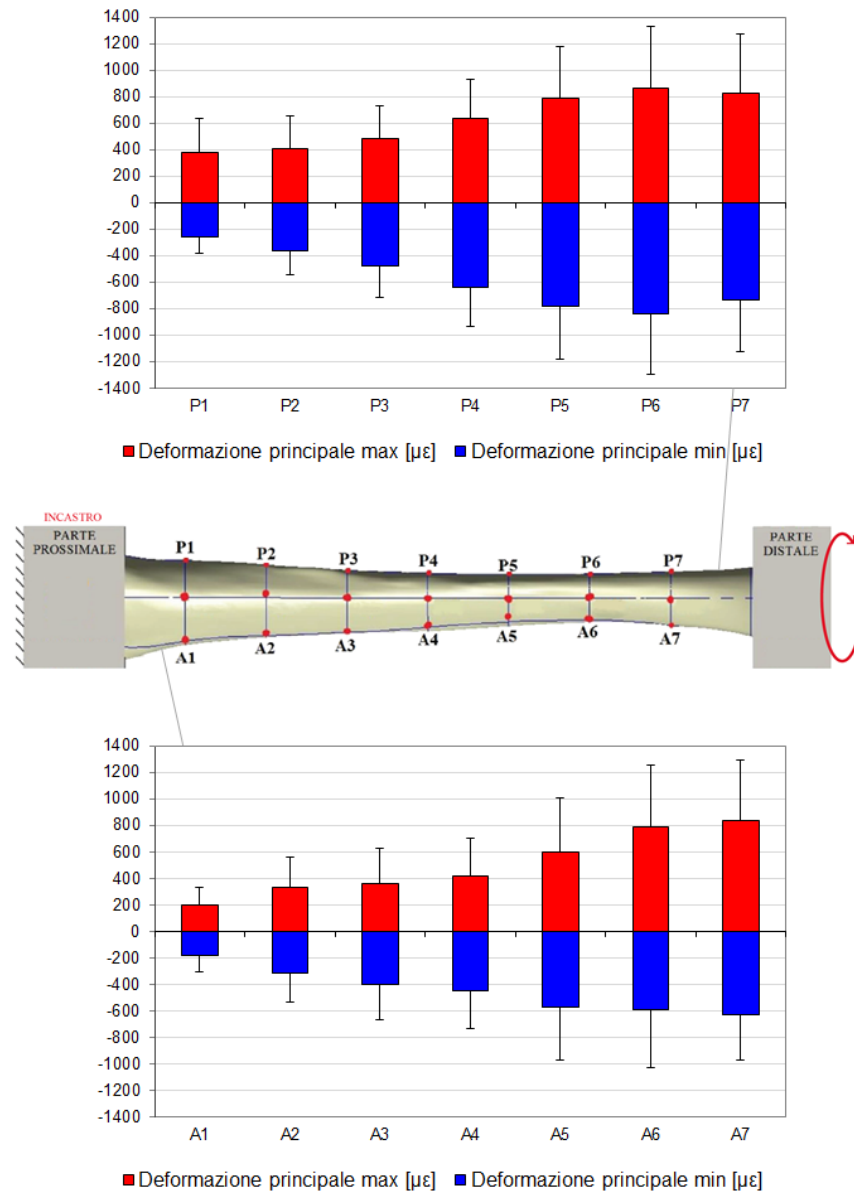 1400
1200
1000
800
600
400
200
0
-200
-400
-600
-800
-1000
-1200
-1400
P1 P2 P3 P4 P5 P6 P7
Deformazione principale max [µε] Deformazione principale min [µε]
INCASTRO
PARTE
PROSSIMALE
P1 P2 P3 P4 P5 P6 P7
A1 A2 A3 A4 A5 A6 A7
PARTE
DISTALE
1400
1200
1000
800
600
400
200
0
-200
-400
-600
-800
-1000
-1200
-1400
A1 A2 A3 A4 A5 A6 A7
Deformazione principale max [µε] Deformazione principale min [µε]